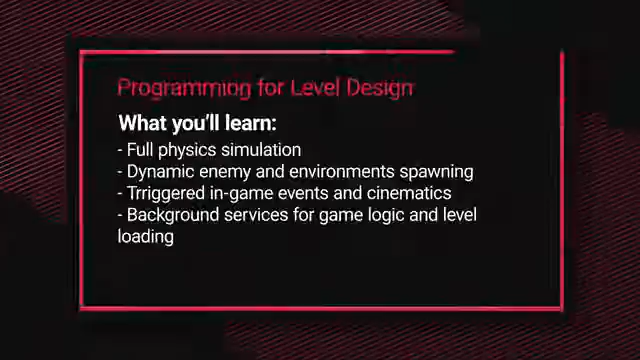 Programming for Level Design
What you'll learn:
- Full physics simulation
- Dynamic enemy and environments spawning
- Trriggered in-game events and cinematics
- Background services for game logic and level
loading